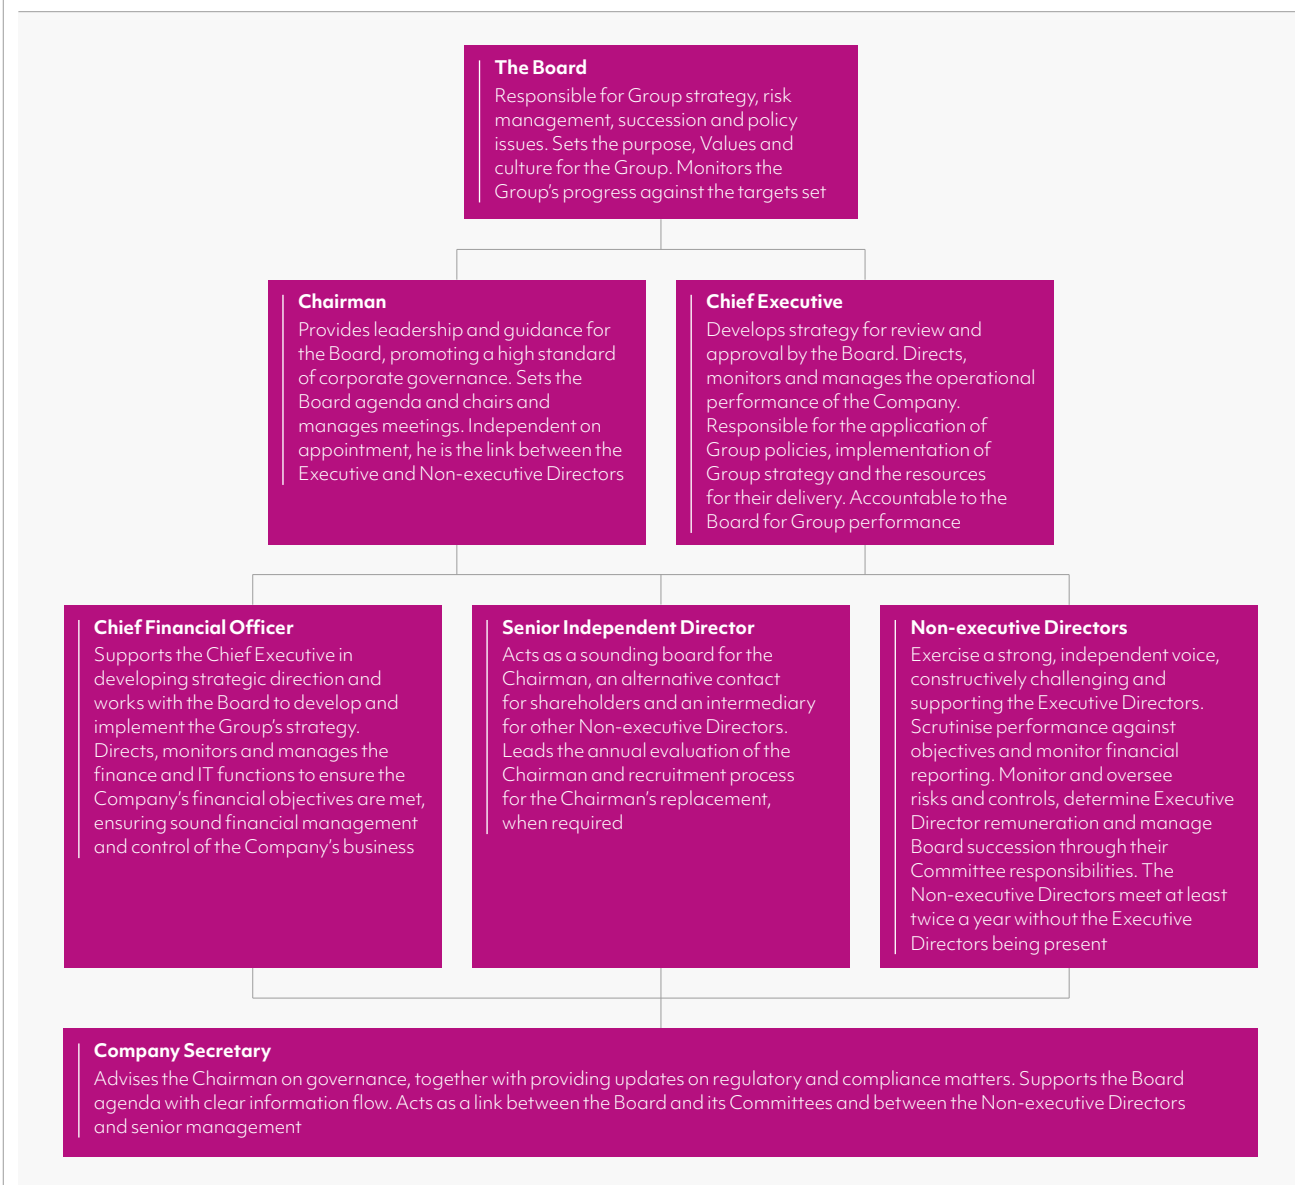 The Board
Responsible for Group strategy, risk
management, succession and policy
issues. Sets the purpose, Values and
culture for the Group. Monitors the
Group’s progress against the targets set
Chairman
Provides leadership and guidance for
the Board, promoting a high standard
of corporate governance. Sets the
Board agenda and chairs and
manages meetings. Independent on
appointment, he is the link between the
Executive and Non-executive Directors
Chief Executive
Develops strategy for review and
approval by the Board. Directs,
monitors and manages the operational
performance of the Company.
Responsible for the application of
Group policies, implementation of
Group strategy and the resources
for their delivery. Accountable to the
Board for Group performance
Chief Financial Officer
Supports the Chief Executive in
developing strategic direction and
works with the Board to develop and
implement the Group’s strategy.
Directs, monitors and manages the
finance and IT functions to ensure the
Company’s financial objectives are met,
ensuring sound financial management
and control of the Company’s business
Senior Independent Director
Acts as a sounding board for the
Chairman, an alternative contact
for shareholders and an intermediary
for other Non-executive Directors.
Leads the annual evaluation of the
Chairman and recruitment process
for the Chairman’s replacement,
when required
Non-executive Directors
Exercise a strong, independent voice,
constructively challenging and
supporting the Executive Directors.
Scrutinise performance against
objectives and monitor financial
reporting. Monitor and oversee
risks and controls, determine Executive
Director remuneration and manage
Board succession through their
Committee responsibilities. The
Non-executive Directors meet at least
twice a year without the Executive
Directors being present
Company Secretary
Advises the Chairman on governance, together with providing updates on regulatory and compliance matters. Supports the Board
agenda with clear information flow. Acts as a link between the Board and its Committees and between the Non-executive Directors
and senior management